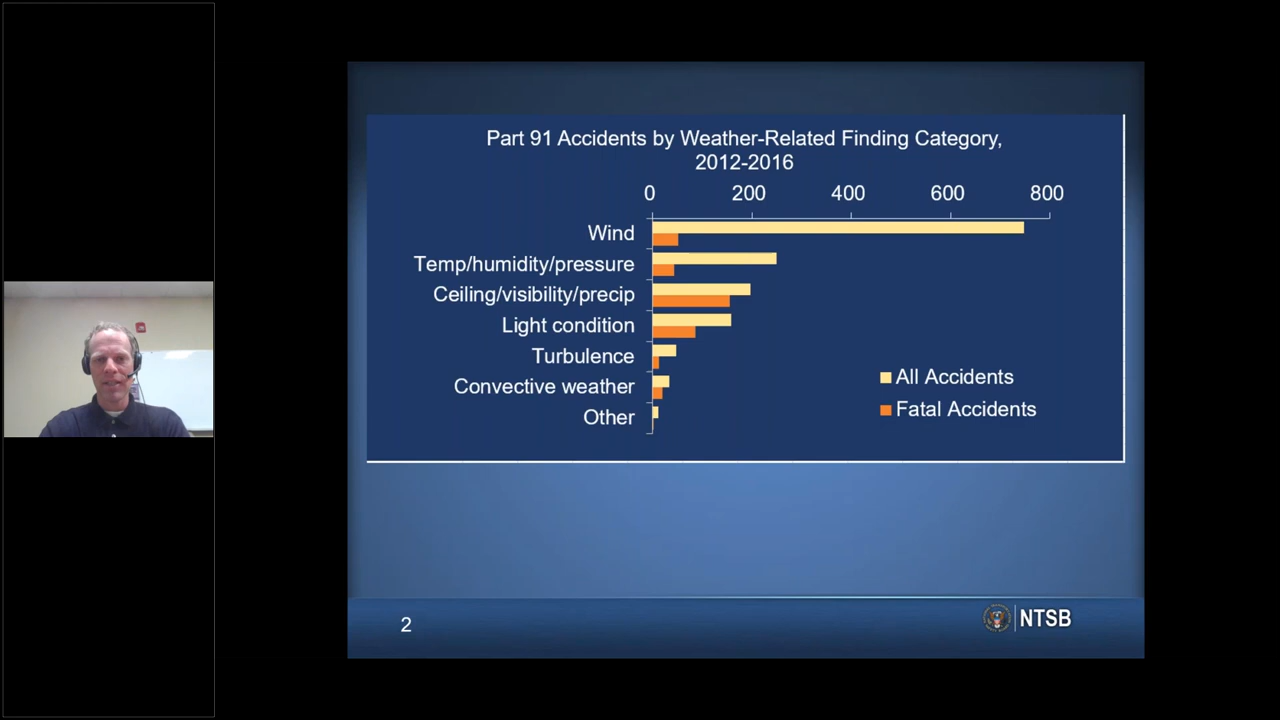 Part 91 Accidents by Weather-Related Finding Category,
2012-2016
0 200 400 600 800
Wind
Temp/humidity/pressure
Ceiling/visibility/precip
Light condition
Turbulence
Convective weather
Other
All Accidents
Fatal Accidents
2
NTSB